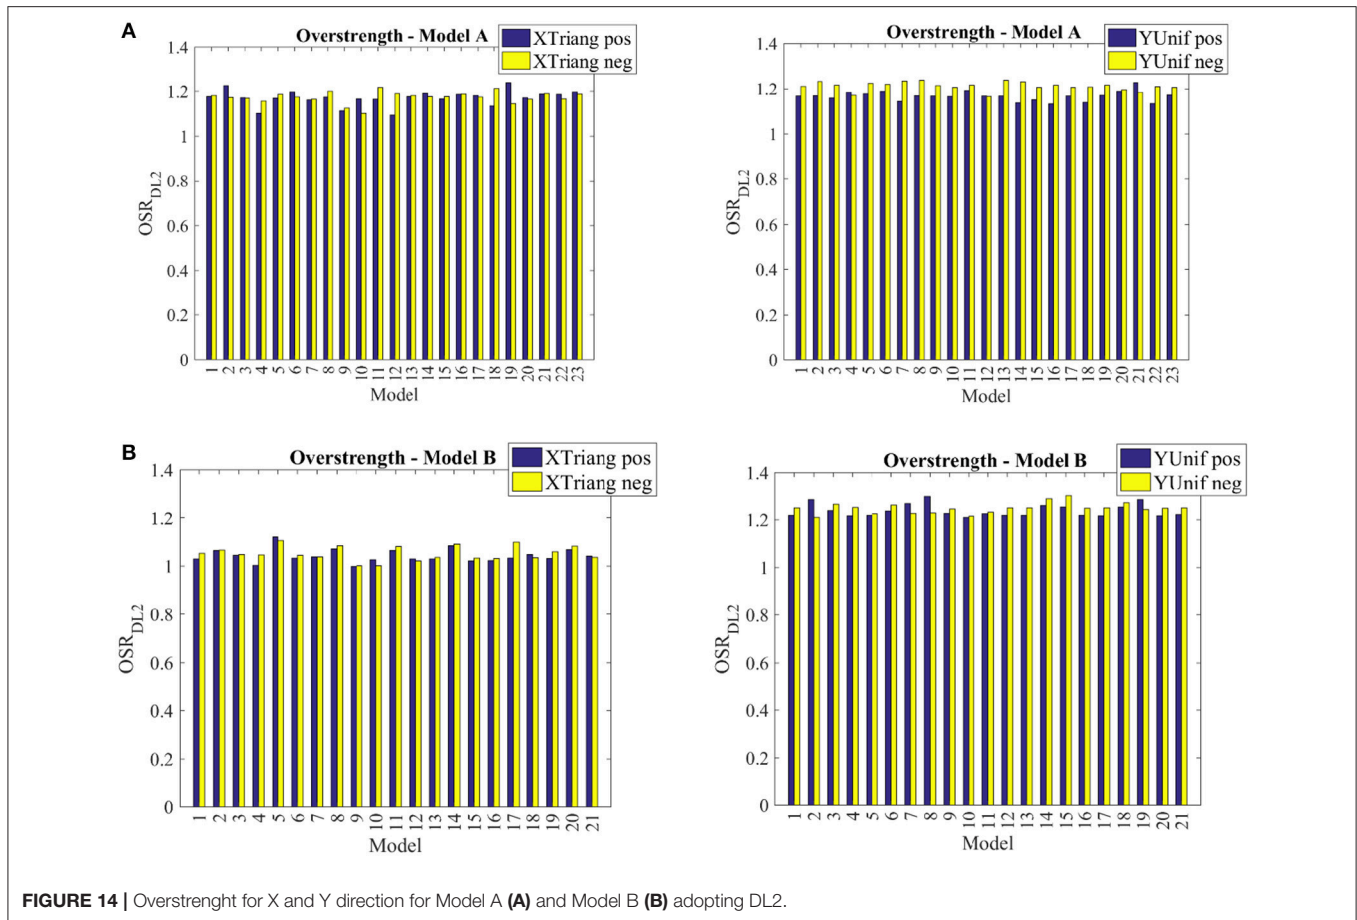 A
Overstrength - Model A
XTriang pos
XTriang neg
1.4
1.2
1
0.8
0.6
0.4
0.2
0
OSR_DL2
1 2 3 4 5 6 7 8 9 10 11 12 13 14 15 16 17 18 19 20 21 22 23
Model
Overstrength - Model A
YUnif pos
YUnif neg
1.4
1.2
1
0.8
0.6
0.4
0.2
0
OSR_DL2
1 2 3 4 5 6 7 8 9 10 11 12 13 14 15 16 17 18 19 20 21 22 23
Model
B
Overstrength - Model B
XTriang pos
XTriang neg
1.4
1.2
1
0.8
0.6
0.4
0.2
0
OSR_DL2
1 2 3 4 5 6 7 8 9 10 11 12 13 14 15 16 17 18 19 20 21
Model
Overstrength - Model B
YUnif pos
YUnif neg
1.4
1.2
1
0.8
0.6
0.4
0.2
0
OSR_DL2
1 2 3 4 5 6 7 8 9 10 11 12 13 14 15 16 17 18 19 20 21
Model
FIGURE 14 | Overstrenght for X and Y direction for Model A (A) and Model B (B) adopting DL2.